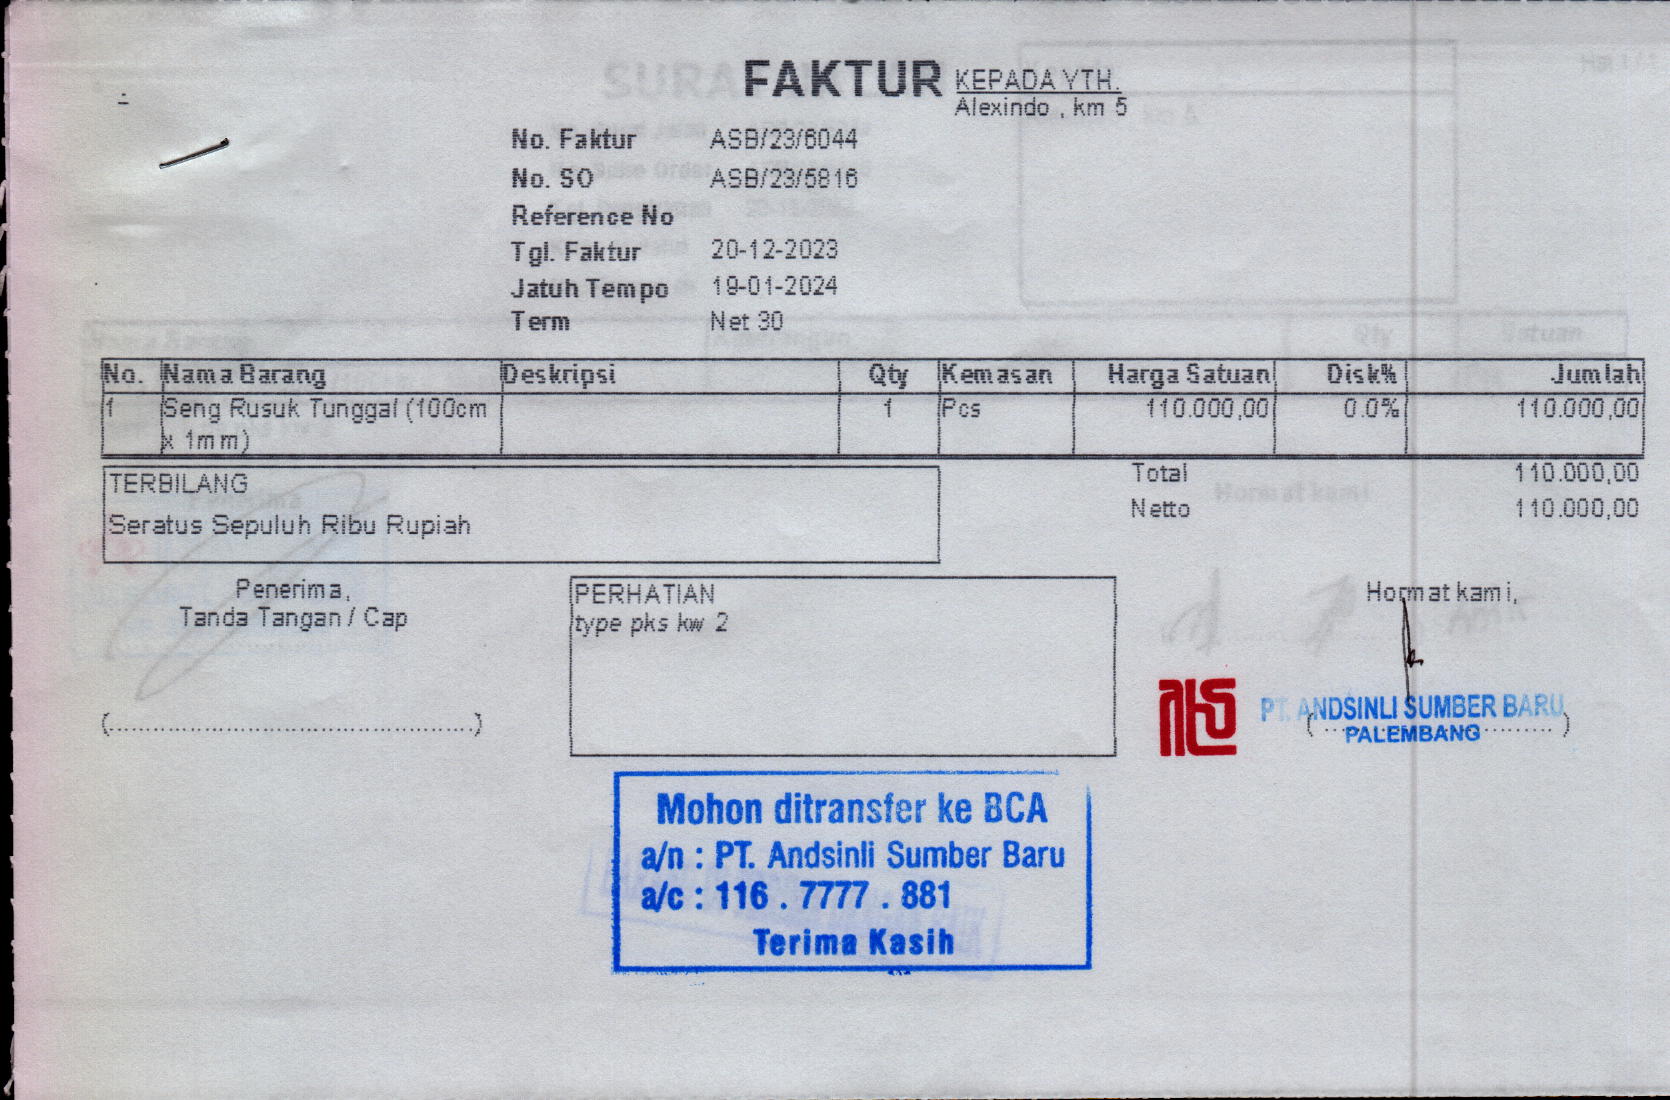 FAKTUR
KEPADA YTH.
Alexindo , km 5
No. Faktur ASB/23/6044
No. SO ASB/23/5816
Reference No
Tgl. Faktur 20-12-2023
Jatuh Tempo 19-01-2024
Term Net 30
No. Nama Barang Deskripsi Qty Kemasan Harga Satuan Disk% Jumlah
1 Seng Rusuk Tunggal (100cm 1 Pcs 110.000,00 0.0% 110.000,00
x 1mm)
TERBILANG
Seratus Sepuluh Ribu Rupiah
Total 110.000,00
Netto 110.000,00
Penerima,
Tanda Tangan / Cap
PERHATIAN
type pks kw 2
Hormat kami,
PT. ANDSINLI SUMBER BARU
PALEMBANG
Mohon ditransfer ke BCA
a/n : PT. Andsinli Sumber Baru
a/c : 116 . 7777 . 881
Terima Kasih